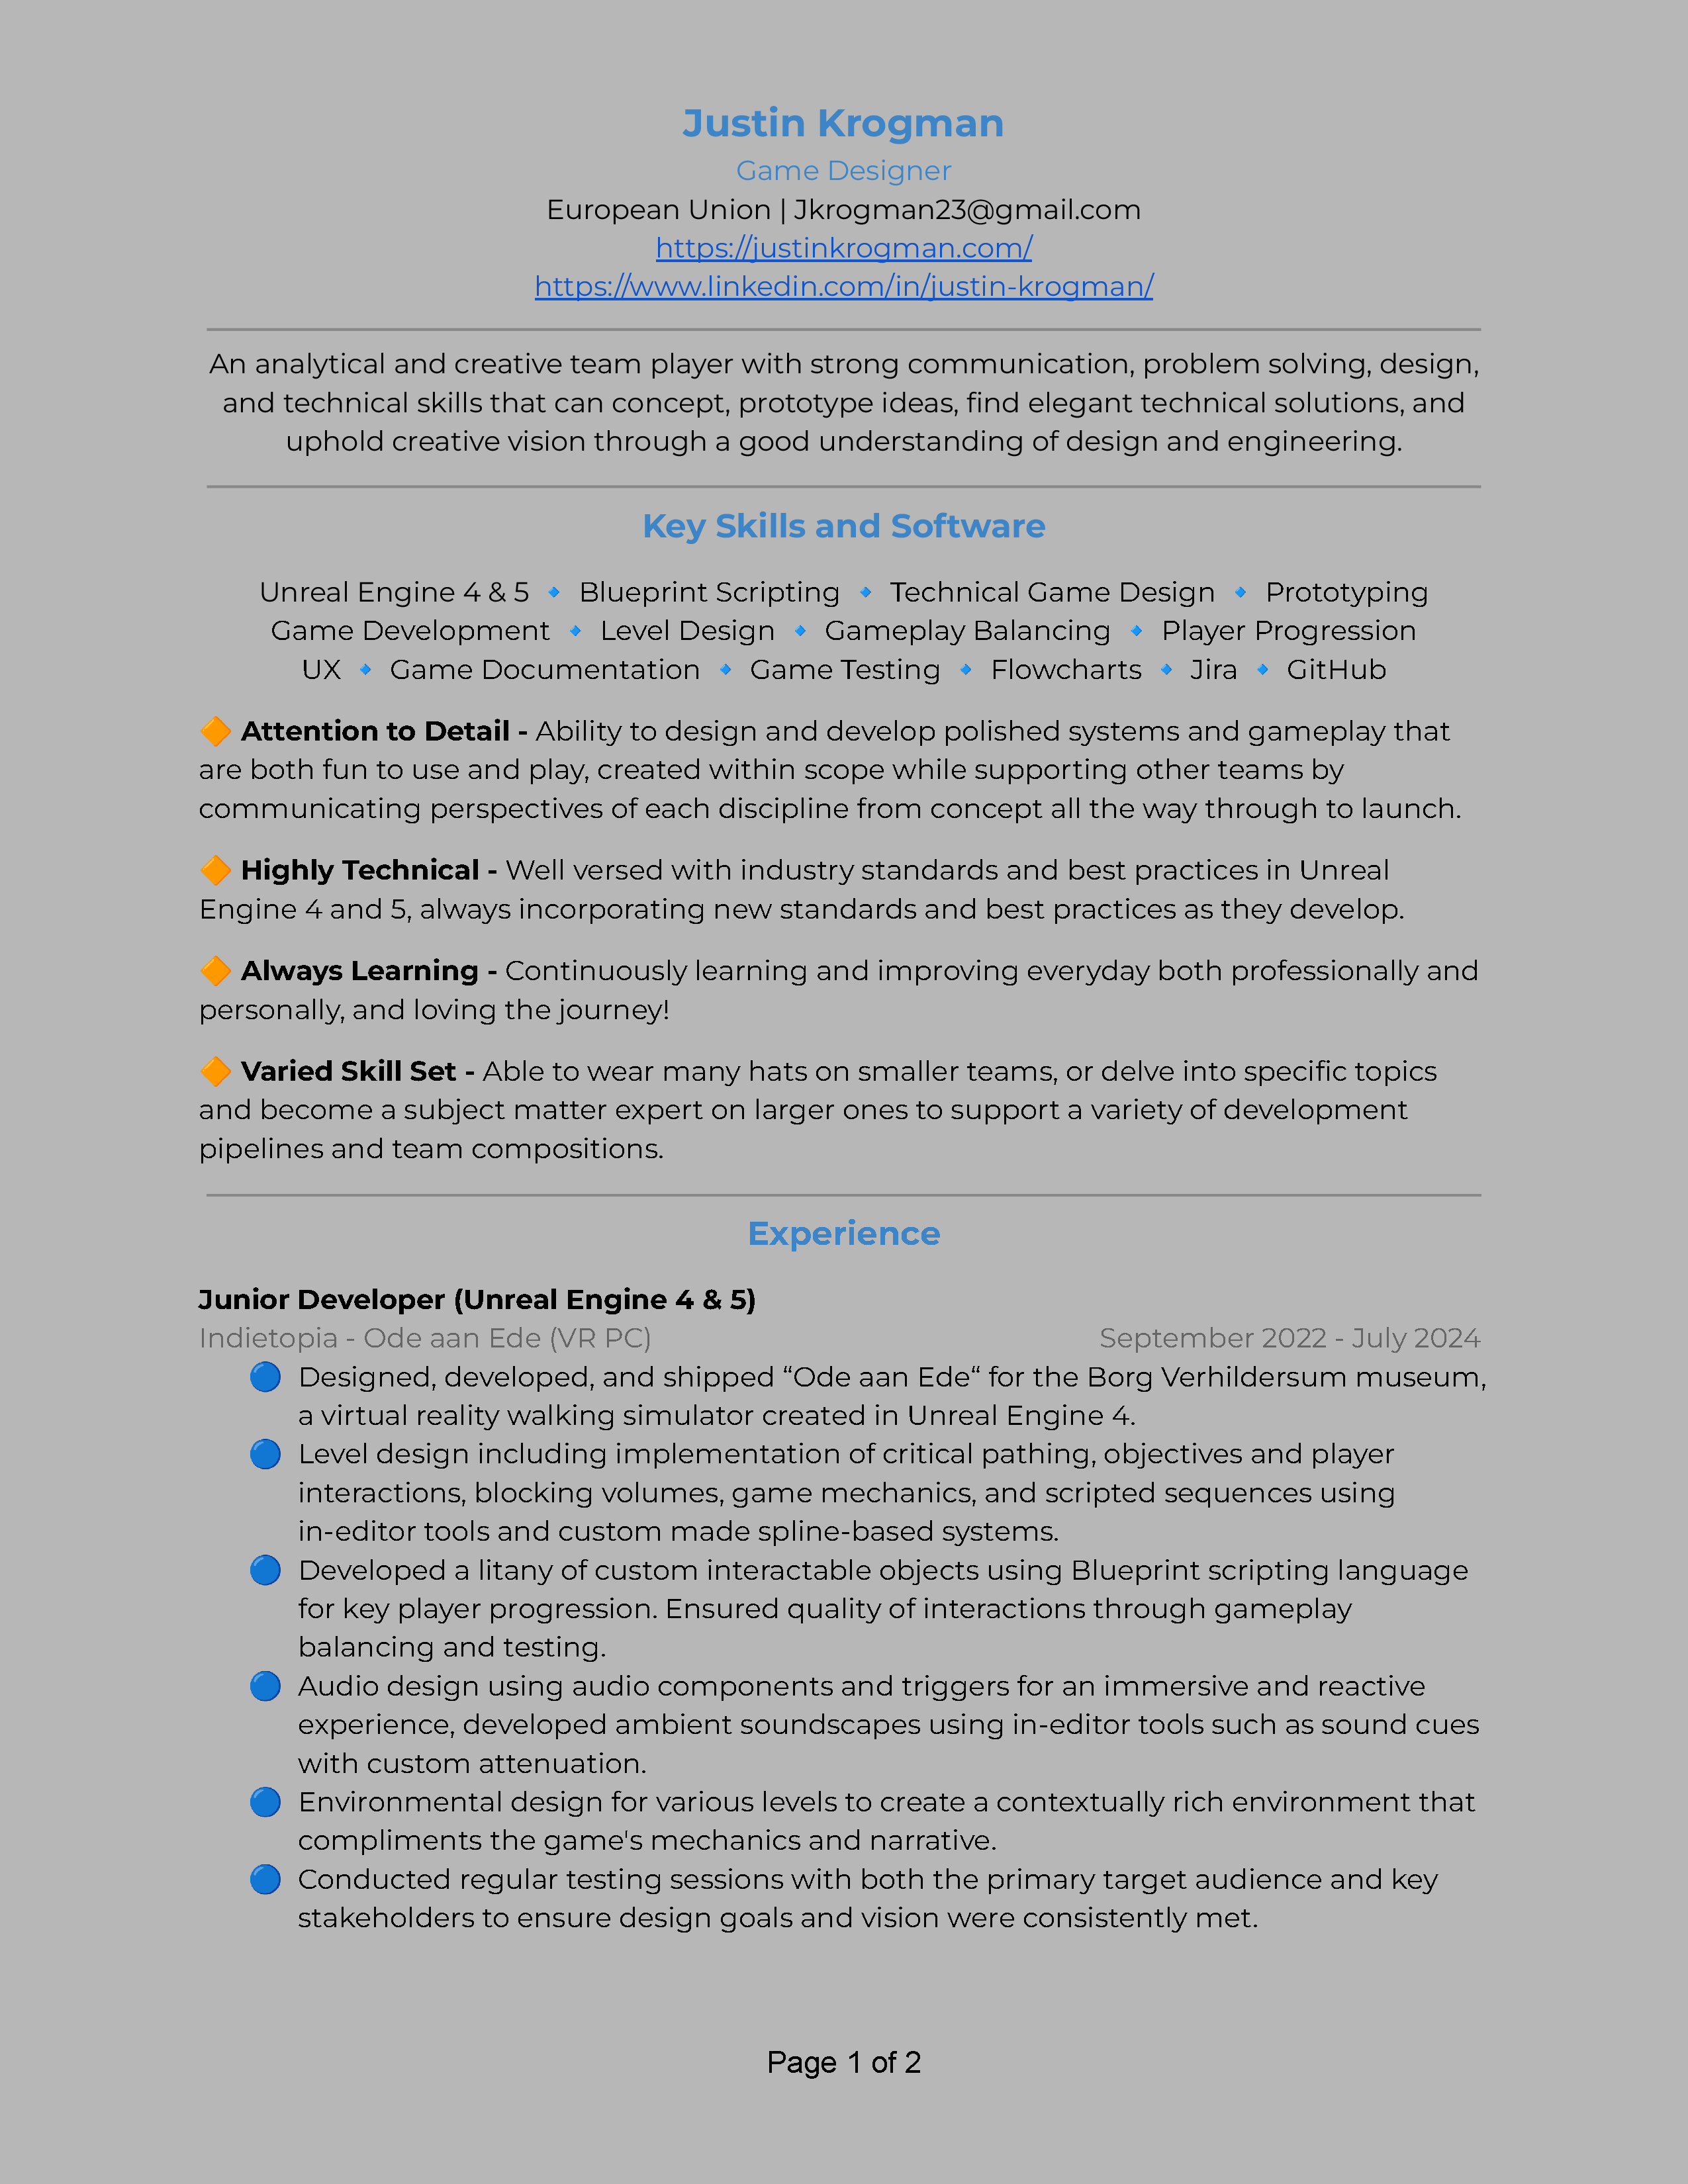 Justin Krogman
Game Designer
European Union | Jkrogman23@gmail.com
https://justinkrogman.com/
https://www.linkedin.com/in/justin-krogman/
An analytical and creative team player with strong communication, problem solving, design,
and technical skills that can concept, prototype ideas, find elegant technical solutions, and
uphold creative vision through a good understanding of design and engineering.
Key Skills and Software
Unreal Engine 4 & 5 🔹 Blueprint Scripting 🔹 Technical Game Design 🔹 Prototyping
Game Development 🔹 Level Design 🔹 Gameplay Balancing 🔹 Player Progression
UX 🔹 Game Documentation 🔹 Game Testing 🔹 Flowcharts 🔹 Jira 🔹 GitHub
🔶 Attention to Detail - Ability to design and develop polished systems and gameplay that
are both fun to use and play, created within scope while supporting other teams by
communicating perspectives of each discipline from concept all the way through to launch.
🔶 Highly Technical - Well versed with industry standards and best practices in Unreal
Engine 4 and 5, always incorporating new standards and best practices as they develop.
🔶 Always Learning - Continuously learning and improving everyday both professionally and
personally, and loving the journey!
🔶 Varied Skill Set - Able to wear many hats on smaller teams, or delve into specific topics
and become a subject matter expert on larger ones to support a variety of development
pipelines and team compositions.
Experience
Junior Developer (Unreal Engine 4 & 5)
Indietopia - Ode aan Ede (VR PC) September 2022 - July 2024
🔵 Designed, developed, and shipped “Ode aan Ede“ for the Borg Verhildersum museum,
a virtual reality walking simulator created in Unreal Engine 4.
🔵 Level design including implementation of critical pathing, objectives and player
interactions, blocking volumes, game mechanics, and scripted sequences using
in-editor tools and custom made spline-based systems.
🔵 Developed a litany of custom interactable objects using Blueprint scripting language
for key player progression. Ensured quality of interactions through gameplay
balancing and testing.
🔵 Audio design using audio components and triggers for an immersive and reactive
experience, developed ambient soundscapes using in-editor tools such as sound cues
with custom attenuation.
🔵 Environmental design for various levels to create a contextually rich environment that
compliments the game's mechanics and narrative.
🔵 Conducted regular testing sessions with both the primary target audience and key
stakeholders to ensure design goals and vision were consistently met.
Page 1 of 2